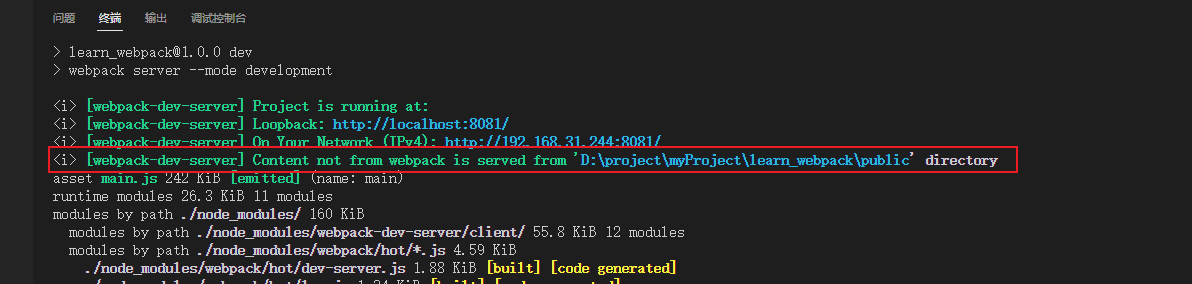 问题 终端 输出 调试控制台
> learn_webpack@1.0.0 dev
> webpack server --mode development
<i> [webpack-dev-server] Project is running at:
<i> [webpack-dev-server] Loopback: http://localhost:8081/
<i> [webpack-dev-server] On Your Network (IPv4): http://192.168.31.244:8081/
<i> [webpack-dev-server] Content not from webpack is served from 'D:\project\myProject\learn_webpack\public' directory
asset main.js 242 KiB [emitted] (name: main)
runtime modules 26.3 KiB 11 modules
modules by path ./node_modules/ 160 KiB
modules by path ./node_modules/webpack-dev-server/client/ 55.8 KiB 12 modules
modules by path ./node_modules/webpack/hot/*.js 4.59 KiB
./node_modules/webpack/hot/dev-server.js 1.88 KiB [built] [code generated]